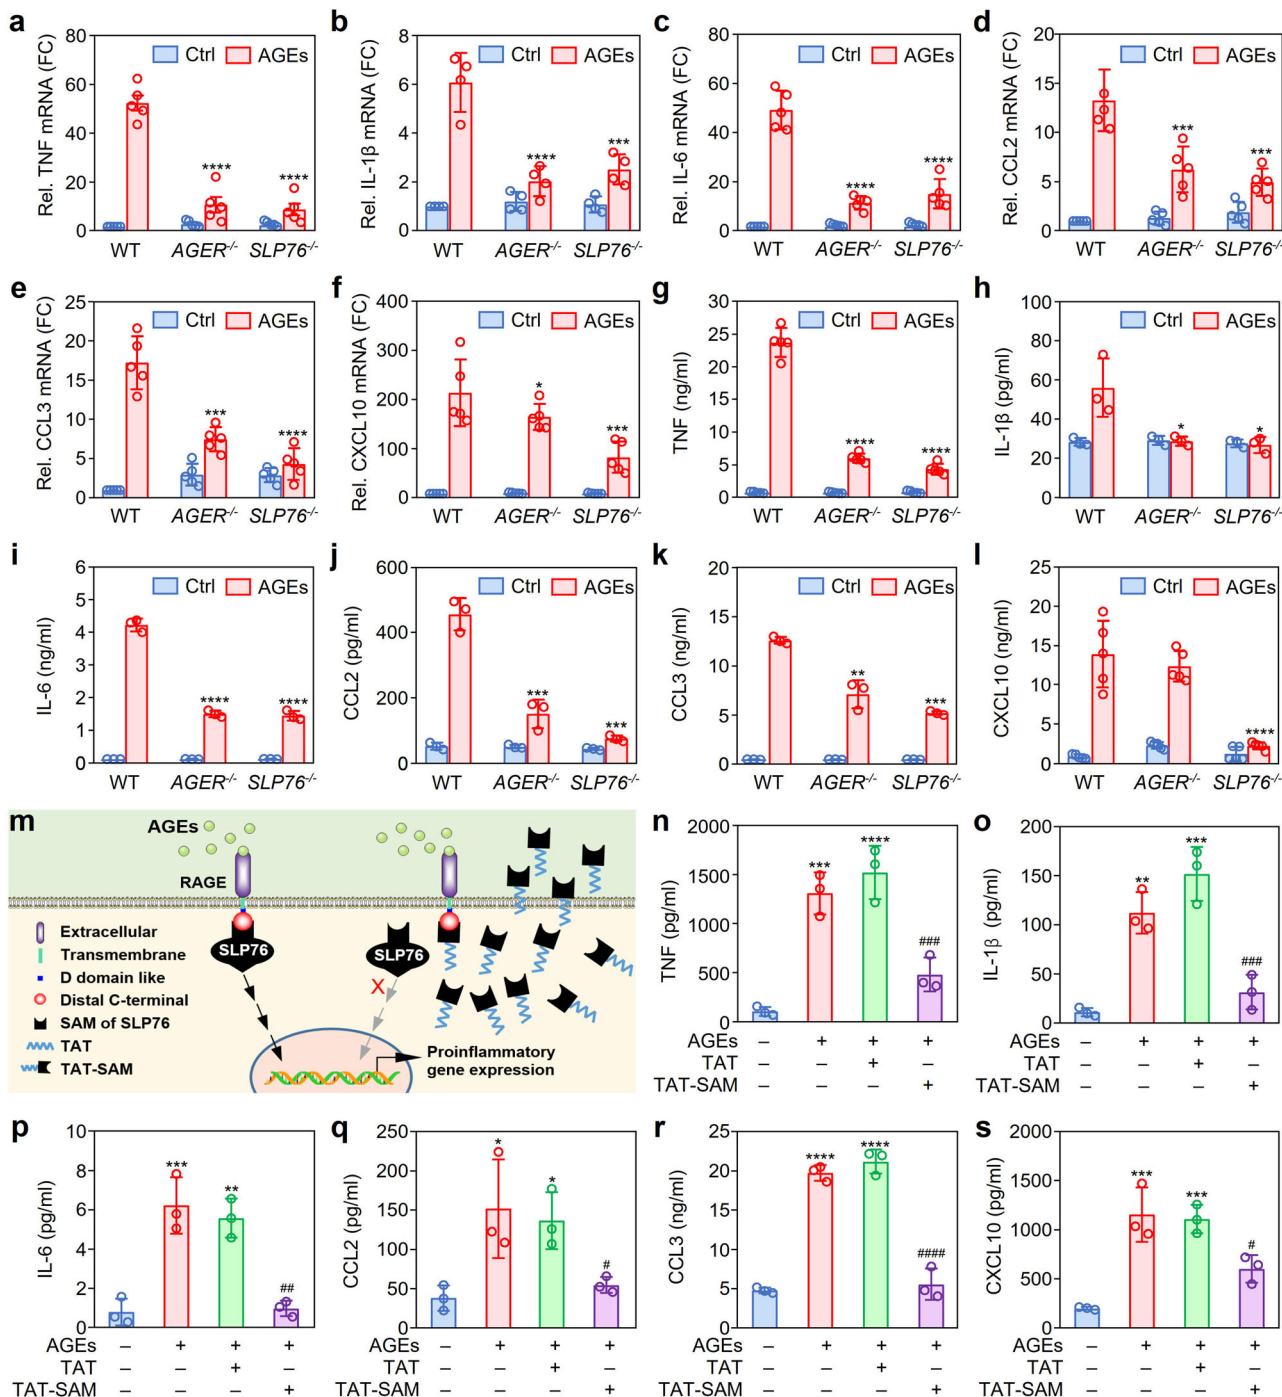 a
Rel. TNF mRNA (FC)
80
60
40
20
0
Ctrl AGEs
****
****
WT AGER-/- SLP76-/-
b
Rel. IL-1β mRNA (FC)
8
6
4
2
0
Ctrl AGEs
****
***
WT AGER-/- SLP76-/-
c
Rel. IL-6 mRNA (FC)
80
60
40
20
0
Ctrl AGEs
****
****
WT AGER-/- SLP76-/-
d
Rel. CCL2 mRNA (FC)
20
15
10
5
0
Ctrl AGEs
***
***
WT AGER-/- SLP76-/-
e
Rel. CCL3 mRNA (FC)
25
20
15
10
5
0
Ctrl AGEs
***
****
WT AGER-/- SLP76-/-
f
Rel. CXCL10 mRNA (FC)
400
300
200
100
0
Ctrl AGEs
*
***
WT AGER-/- SLP76-/-
g
TNF (ng/ml)
30
25
20
15
10
5
0
Ctrl AGEs
****
****
WT AGER-/- SLP76-/-
h
IL-1β (pg/ml)
100
80
60
40
20
0
Ctrl AGEs
*
*
WT AGER-/- SLP76-/-
i
IL-6 (ng/ml)
6
5
4
3
2
1
0
Ctrl AGEs
****
****
WT AGER-/- SLP76-/-
j
CCL2 (pg/ml)
600
400
200
0
Ctrl AGEs
***
***
WT AGER-/- SLP76-/-
k
CCL3 (ng/ml)
20
15
10
5
0
Ctrl AGEs
**
***
WT AGER-/- SLP76-/-
l
CXCL10 (ng/ml)
25
20
15
10
5
0
Ctrl AGEs
****
WT AGER-/- SLP76-/-
m
AGEs
RAGE
Extracellular
Transmembrane
D domain like
Distal C-terminal
SAM of SLP76
TAT
TAT-SAM
SLP76
SLP76
X
Proinflammatory
gene expression
n
TNF (pg/ml)
2000
1500
1000
500
0
***
****
###
AGEs – + + +
TAT – – + –
TAT-SAM – – – +
o
IL-1β (pg/ml)
200
150
100
50
0
**
***
###
AGEs – + + +
TAT – – + –
TAT-SAM – – – +
p
IL-6 (pg/ml)
10
8
6
4
2
0
***
**
##
AGEs – + + +
TAT – – + –
TAT-SAM – – – +
q
CCL2 (pg/ml)
250
200
150
100
50
0
*
*
#
AGEs – + + +
TAT – – + –
TAT-SAM – – – +
r
CCL3 (ng/ml)
25
20
15
10
5
0
****
****
####
AGEs – + + +
TAT – – + –
TAT-SAM – – – +
s
CXCL10 (pg/ml)
2000
1500
1000
500
0
***
***
#
AGEs – + + +
TAT – – + –
TAT-SAM – – – +